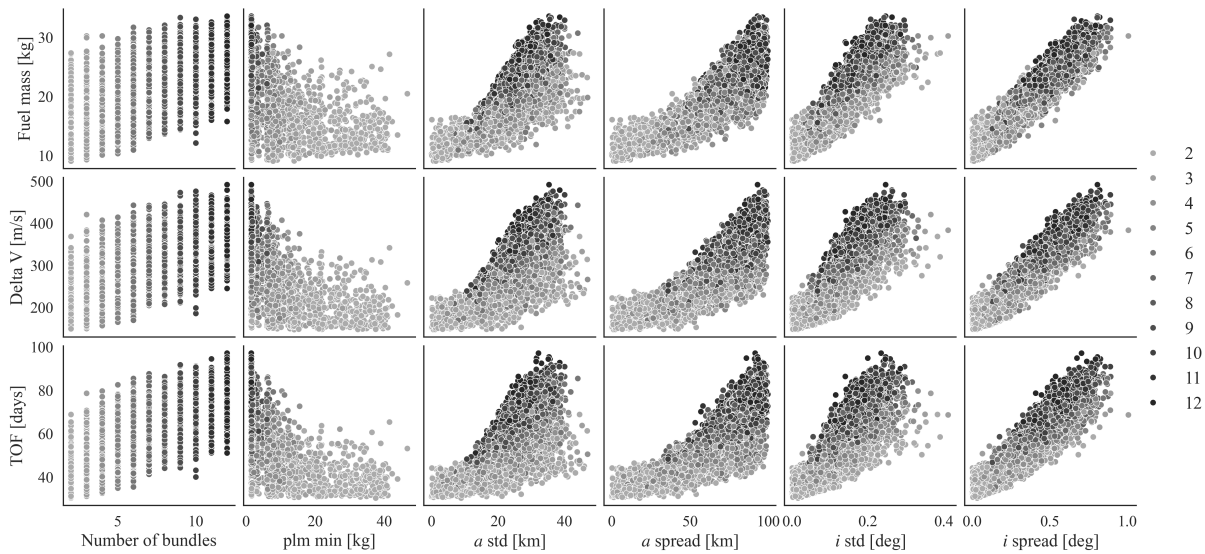 Fuel mass [kg]
30
20
10
Delta V [m/s]
500
400
300
200
TOF [days]
100
80
60
40
5 10
0 20 40
0 20 40
0 50 100
0.0 0.2 0.4
0.0 0.5 1.0
Number of bundles
plm min [kg]
a std [km]
a spread [km]
i std [deg]
i spread [deg]
2
3
4
5
6
7
8
9
10
11
12